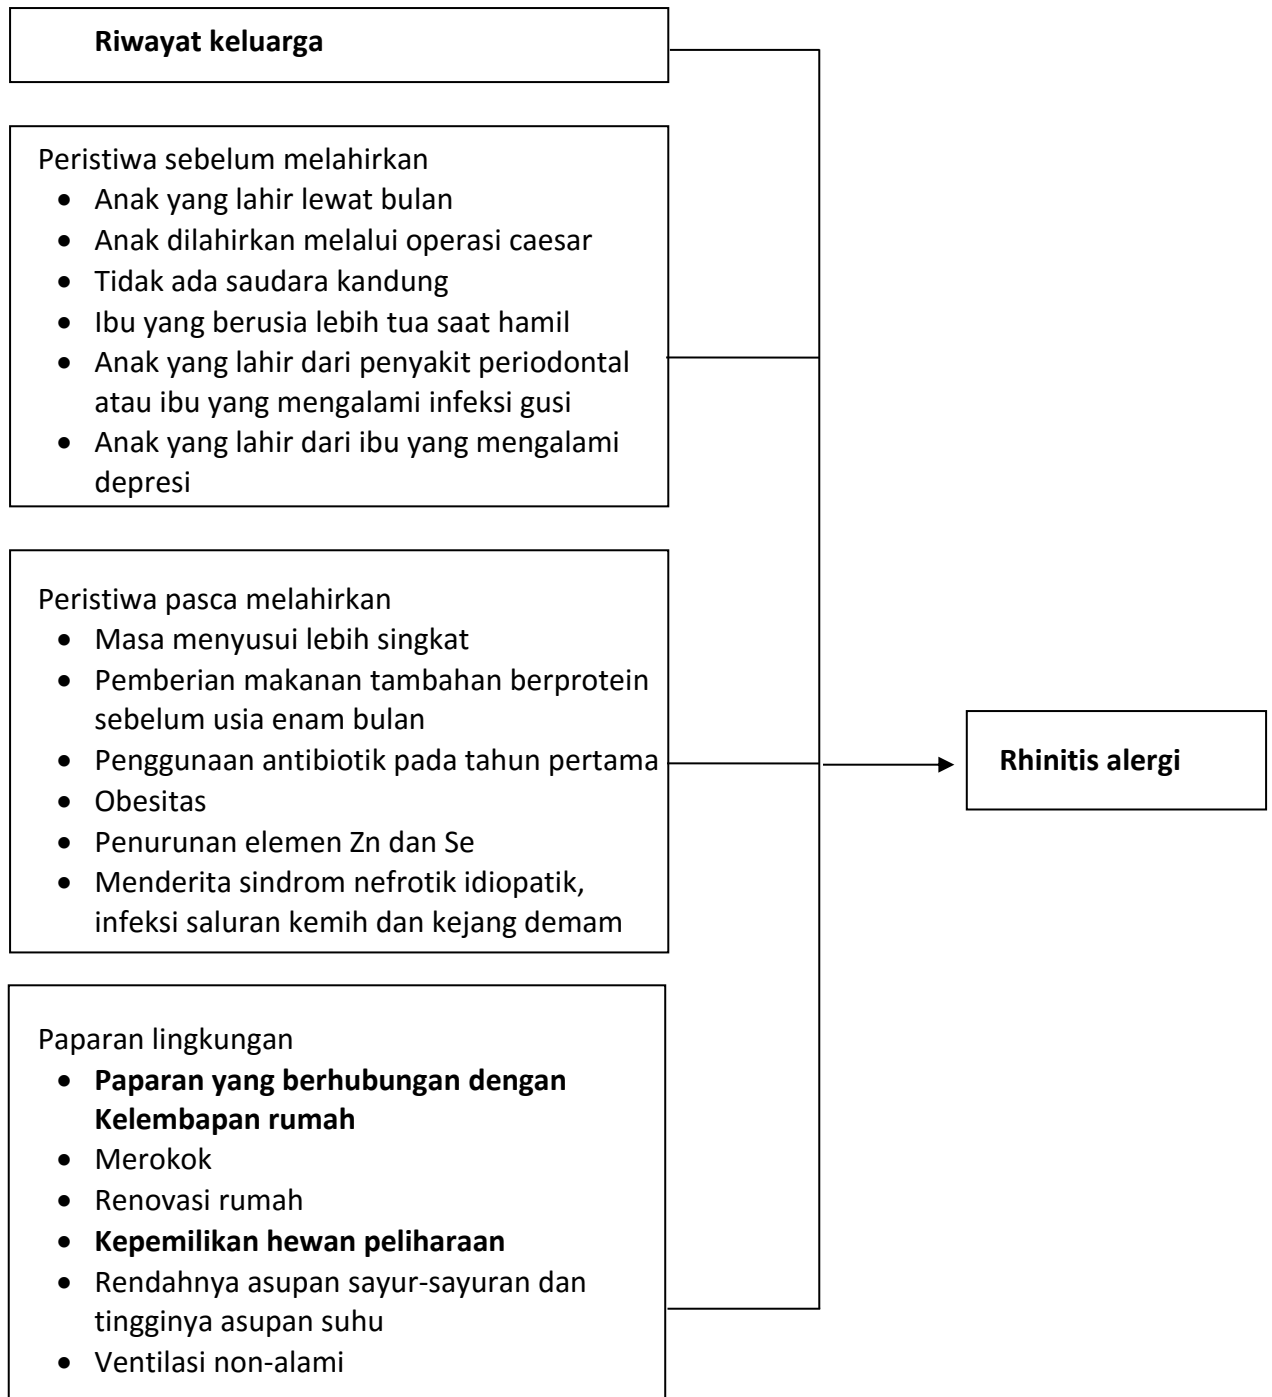 Riwayat keluarga
Peristiwa sebelum melahirkan
• Anak yang lahir lewat bulan
• Anak dilahirkan melalui operasi caesar
• Tidak ada saudara kandung
• Ibu yang berusia lebih tua saat hamil
• Anak yang lahir dari penyakit periodontal
atau ibu yang mengalami infeksi gusi
• Anak yang lahir dari ibu yang mengalami
depresi
Peristiwa pasca melahirkan
• Masa menyusui lebih singkat
• Pemberian makanan tambahan berprotein
sebelum usia enam bulan
• Penggunaan antibiotik pada tahun pertama
• Obesitas
• Penurunan elemen Zn dan Se
• Menderita sindrom nefrotik idiopatik,
infeksi saluran kemih dan kejang demam
Paparan lingkungan
• Paparan yang berhubungan dengan
Kelembapan rumah
• Merokok
• Renovasi rumah
• Kepemilikan hewan peliharaan
• Rendahnya asupan sayur-sayuran dan
tingginya asupan suhu
• Ventilasi non-alami
Rhinitis alergi